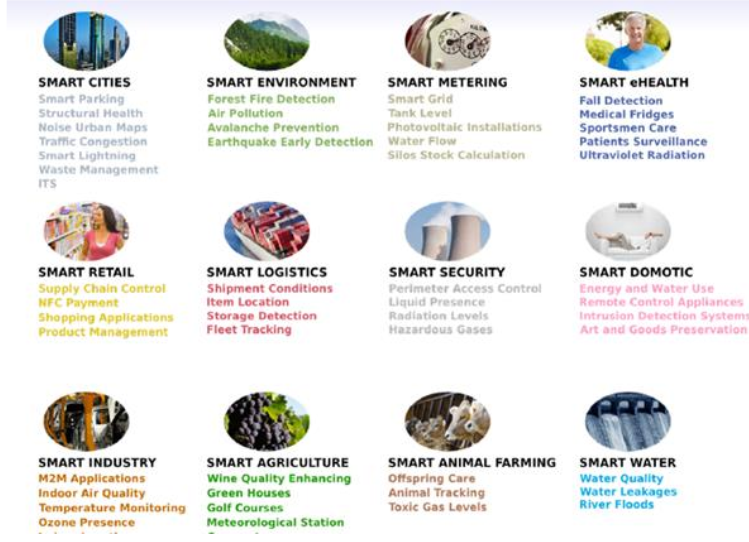 SMART CITIES
Smart Parking
Structural Health
Noise Urban Maps
Traffic Congestion
Smart Lightning
Waste Management
ITS
SMART ENVIRONMENT
Forest Fire Detection
Air Pollution
Avalanche Prevention
Earthquake Early Detection
SMART METERING
Smart Grid
Tank Level
Photovoltaic Installations
Water Flow
Silos Stock Calculation
SMART eHEALTH
Fall Detection
Medical Fridges
Sportsmen Care
Patients Surveillance
Ultraviolet Radiation
SMART RETAIL
Supply Chain Control
NFC Payment
Shopping Applications
Product Management
SMART LOGISTICS
Shipment Conditions
Item Location
Storage Detection
Fleet Tracking
SMART SECURITY
Perimeter Access Control
Liquid Presence
Radiation Levels
Hazardous Gases
SMART DOMOTIC
Energy and Water Use
Remote Control Appliances
Intrusion Detection Systems
Art and Goods Preservation
SMART INDUSTRY
M2M Applications
Indoor Air Quality
Temperature Monitoring
Ozone Presence
SMART AGRICULTURE
Wine Quality Enhancing
Green Houses
Golf Courses
Meteorological Station
SMART ANIMAL FARMING
Offspring Care
Animal Tracking
Toxic Gas Levels
SMART WATER
Water Quality
Water Leakages
River Floods